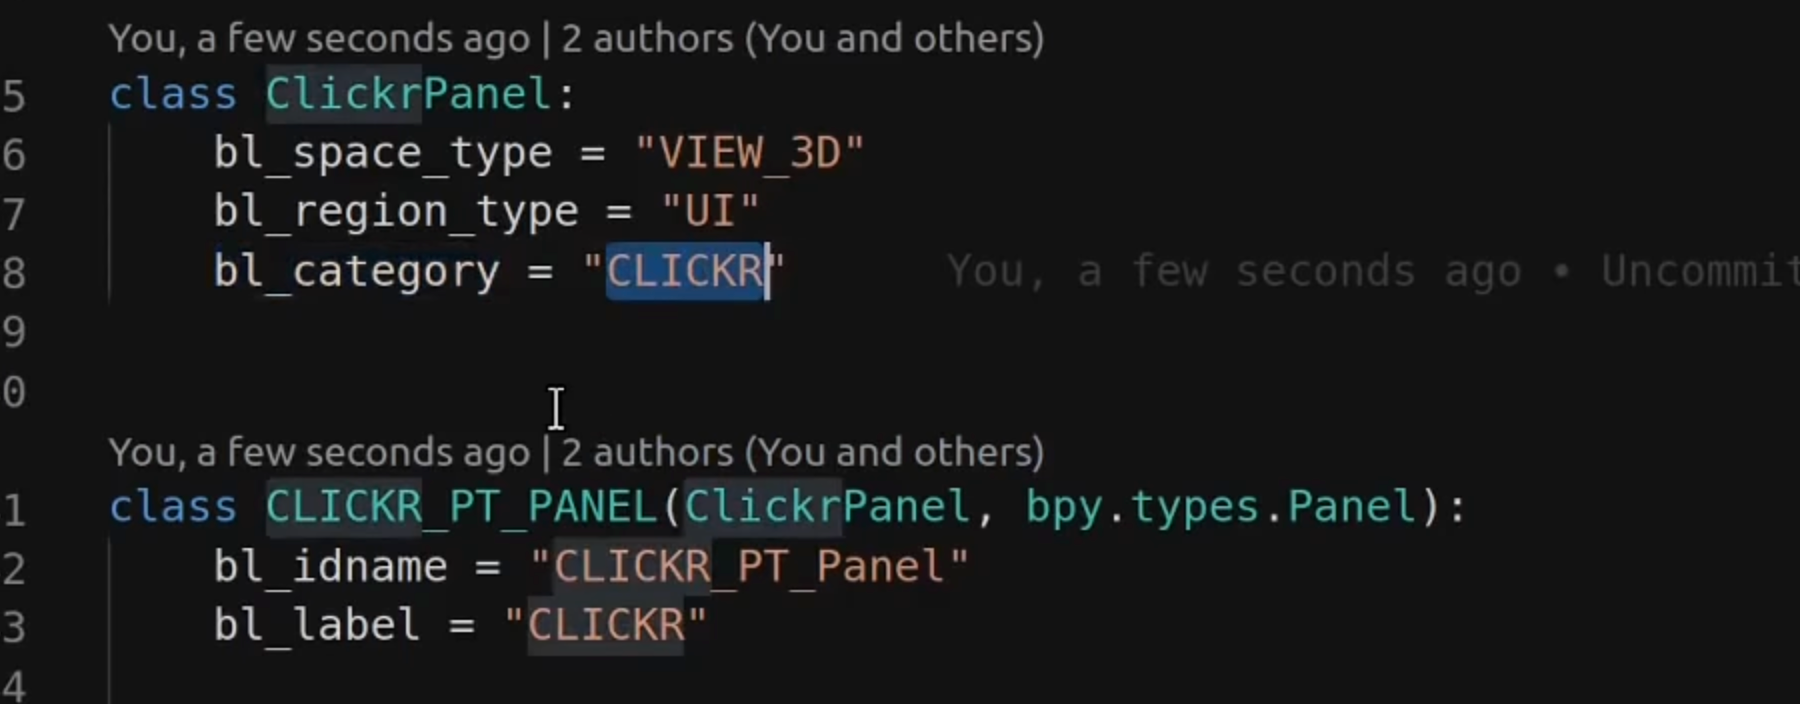 You, a few seconds ago | 2 authors (You and others)
5 class ClickrPanel:
6 bl_space_type = "VIEW_3D"
7 bl_region_type = "UI"
8 bl_category = "CLICKR" You, a few seconds ago • Uncommit
9
0
You, a few seconds ago | 2 authors (You and others)
1 class CLICKR_PT_PANEL(ClickrPanel, bpy.types.Panel):
2 bl_idname = "CLICKR_PT_Panel"
3 bl_label = "CLICKR"
4